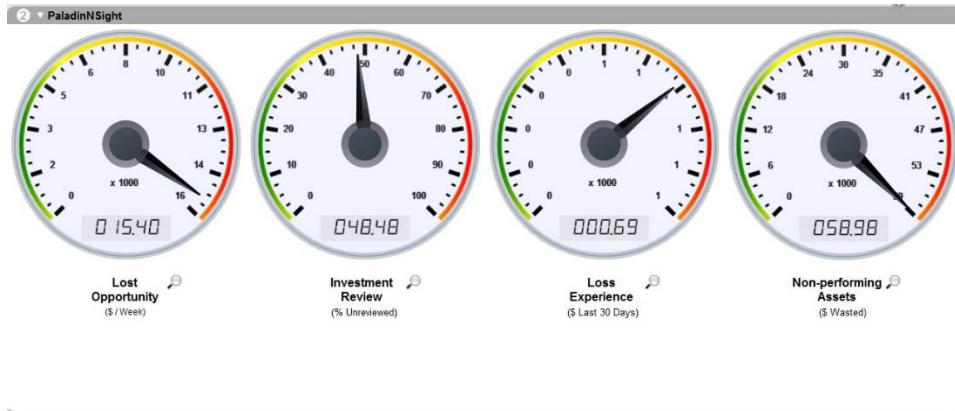 2 PaladinNSight
0
2
3
5
6
8
10
11
13
14
16
x 1000
015.40
Lost
Opportunity
($ / Week)
0
10
20
30
40
50
60
70
80
90
100
048.48
Investment
Review
(% Unreviewed)
0
0
0
0
0
1
1
1
1
1
x 1000
000.69
Loss
Experience
($ Last 30 Days)
0
6
12
18
24
30
35
41
47
53
x 1000
058.98
Non-performing
Assets
($ Wasted)